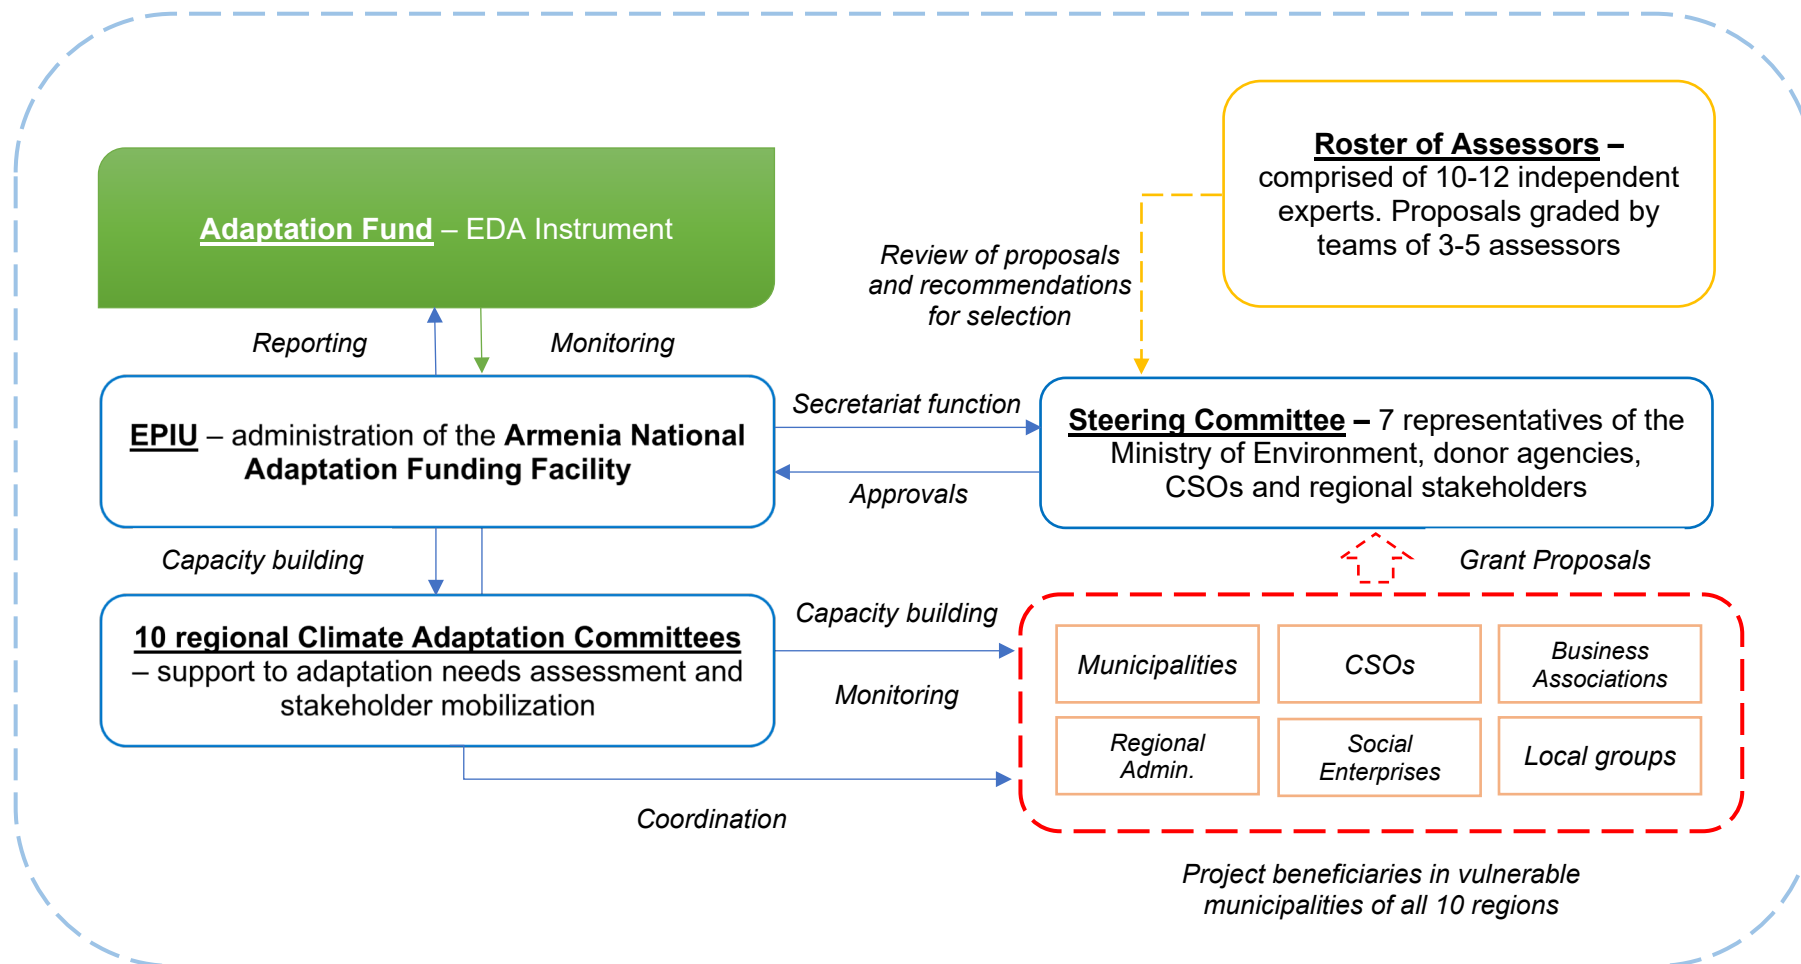 Adaptation Fund – EDA Instrument
Roster of Assessors –
comprised of 10-12 independent
experts. Proposals graded by
teams of 3-5 assessors
Review of proposals
and recommendations
for selection
Reporting
Monitoring
EPIU – administration of the Armenia National
Adaptation Funding Facility
Secretariat function
Approvals
Steering Committee – 7 representatives of the
Ministry of Environment, donor agencies,
CSOs and regional stakeholders
Capacity building
Grant Proposals
10 regional Climate Adaptation Committees
– support to adaptation needs assessment and
stakeholder mobilization
Capacity building
Monitoring
Coordination
Municipalities
CSOs
Business
Associations
Regional
Admin.
Social
Enterprises
Local groups
Project beneficiaries in vulnerable
municipalities of all 10 regions